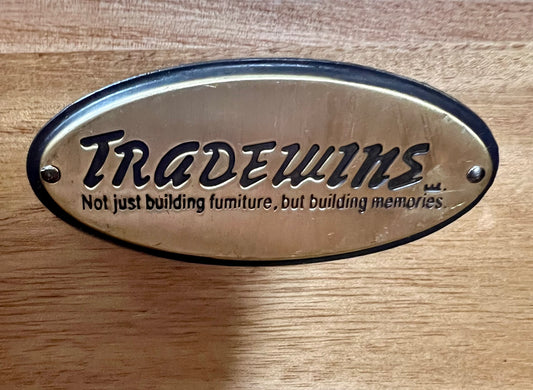 TRADEWINS
Not just building furniture, but building memories.